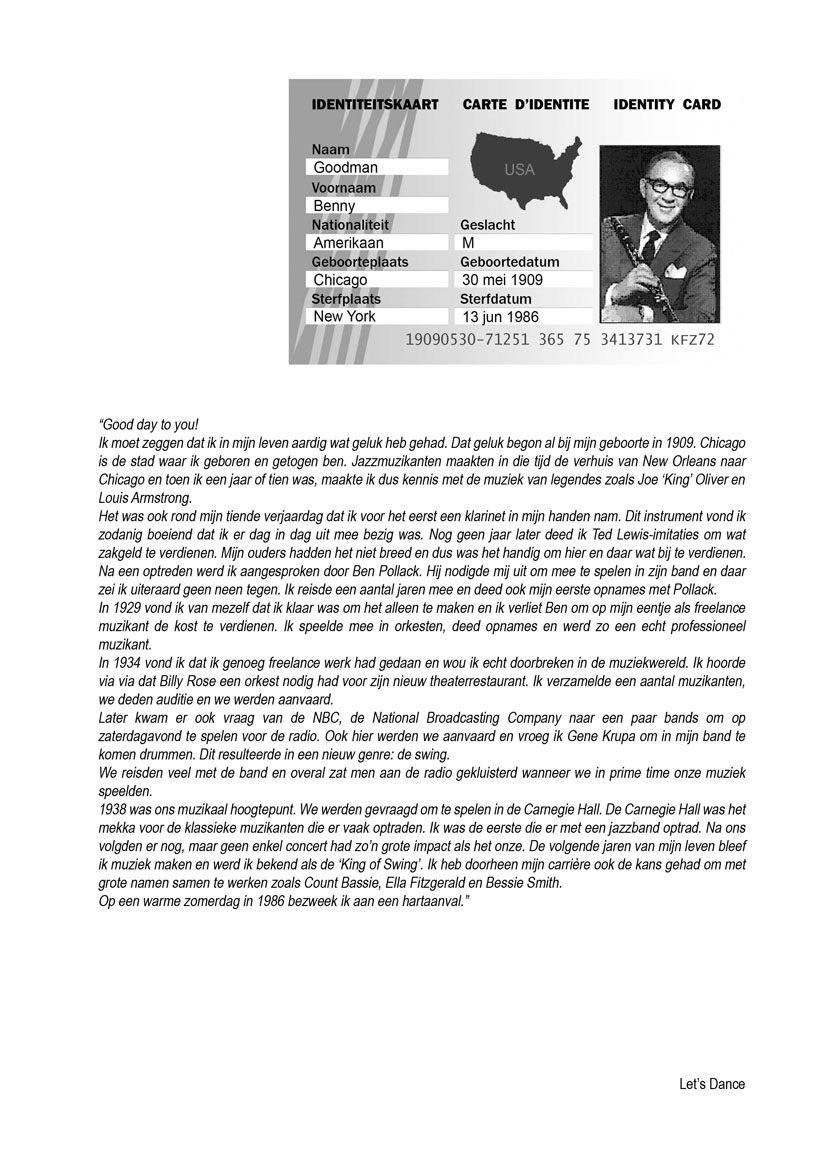 IDENTITEITSKAART CARTE D'IDENTITE IDENTITY CARD
Naam
Goodman
USA
Voornaam
Benny
Nationaliteit Geslacht
Amerikaan M
Geboorteplaats Geboortedatum
Chicago 30 mei 1909
Sterfplaats Sterfdatum
New York 13 jun 1986
19090530-71251 365 75 3413731 KFZ72
“Good day to you!
Ik moet zeggen dat ik in mijn leven aardig wat geluk heb gehad. Dat geluk begon al bij mijn geboorte in 1909. Chicago
is de stad waar ik geboren en getogen ben. Jazzmuzikanten maakten in die tijd de verhuis van New Orleans naar
Chicago en toen ik een jaar of tien was, maakte ik dus kennis met de muziek van legendes zoals Joe ‘King’ Oliver en
Louis Armstrong.
Het was ook rond mijn tiende verjaardag dat ik voor het eerst een klarinet in mijn handen nam. Dit instrument vond ik
zodanig boeiend dat ik er dag in dag uit mee bezig was. Nog geen jaar later deed ik Ted Lewis-imitaties om wat
zakgeld te verdienen. Mijn ouders hadden het niet breed en dus was het handig om hier en daar wat bij te verdienen.
Na een optreden werd ik aangesproken door Ben Pollack. Hij nodigde mij uit om mee te spelen in zijn band en daar
zei ik uiteraard geen neen tegen. Ik reisde een aantal jaren mee en deed ook mijn eerste opnames met Pollack.
In 1929 vond ik van mezelf dat ik klaar was om het alleen te maken en ik verliet Ben om op mijn eentje als freelance
muzikant de kost te verdienen. Ik speelde mee in orkesten, deed opnames en werd zo een echt professioneel
muzikant.
In 1934 vond ik dat ik genoeg freelance werk had gedaan en wou ik echt doorbreken in de muziekwereld. Ik hoorde
via via dat Billy Rose een orkest nodig had voor zijn nieuw theaterrestaurant. Ik verzamelde een aantal muzikanten,
we deden auditie en we werden aanvaard.
Later kwam er ook vraag van de NBC, de National Broadcasting Company naar een paar bands om op
zaterdagavond te spelen voor de radio. Ook hier werden we aanvaard en vroeg ik Gene Krupa om in mijn band te
komen drummen. Dit resulteerde in een nieuw genre: de swing.
We reisden veel met de band en overal zat men aan de radio gekluisterd wanneer we in prime time onze muziek
speelden.
1938 was ons muzikaal hoogtepunt. We werden gevraagd om te spelen in de Carnegie Hall. De Carnegie Hall was het
mekka voor de klassieke muzikanten die er vaak optraden. Ik was de eerste die er met een jazzband optrad. Na ons
volgden er nog, maar geen enkel concert had zo’n grote impact als het onze. De volgende jaren van mijn leven bleef
ik muziek maken en werd ik bekend als de ‘King of Swing’. Ik heb doorheen mijn carrière ook de kans gehad om met
grote namen samen te werken zoals Count Bassie, Ella Fitzgerald en Bessie Smith.
Op een warme zomerdag in 1986 bezweek ik aan een hartaanval.”
Let’s Dance